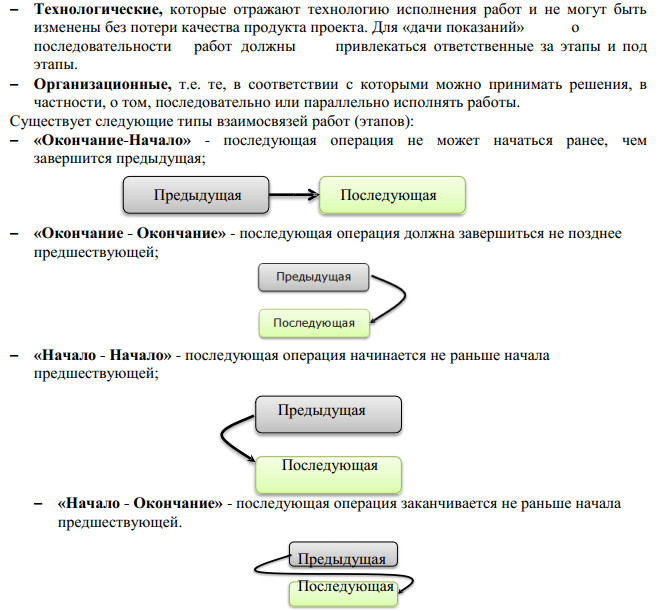 – Технологические, которые отражают технологию исполнения работ и не могут быть
изменены без потери качества продукта проекта. Для «дачи показаний» о
последовательности работ должны привлекаться ответственные за этапы и под
этапы.
– Организационные, т.е. те, в соответствии с которыми можно принимать решения, в
частности, о том, последовательно или параллельно исполнять работы.
Существует следующие типы взаимосвязей работ (этапов):
– «Окончание-Начало» - последующая операция не может начаться ранее, чем
завершится предыдущая;
Предыдущая Последующая
– «Окончание - Окончание» - последующая операция должна завершиться не позднее
предшествующей;
Предыдущая
Последующая
– «Начало - Начало» - последующая операция начинается не раньше начала
предшествующей;
Предыдущая
Последующая
– «Начало - Окончание» - последующая операция заканчивается не раньше начала
предшествующей.
Предыдущая
Последующая